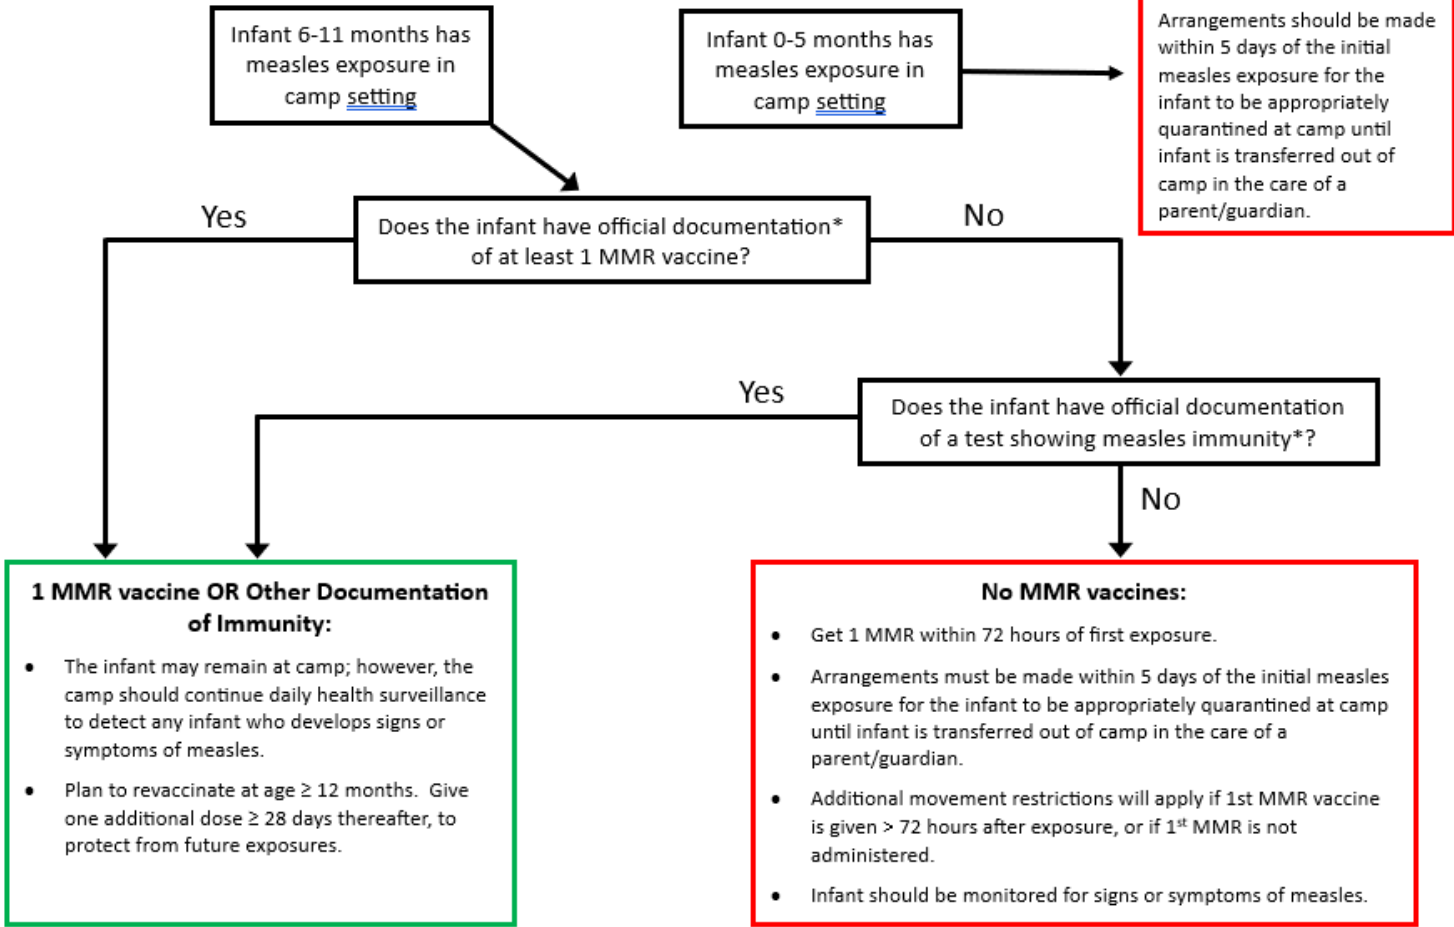 Infant 6-11 months has
measles exposure in
camp setting
Infant 0-5 months has
measles exposure in
camp setting
Arrangements should be made
within 5 days of the initial
measles exposure for the
infant to be appropriately
quarantined at camp until
infant is transferred out of
camp in the care of a
parent/guardian.
Yes
Does the infant have official documentation*
of at least 1 MMR vaccine?
No
Yes
Does the infant have official documentation
of a test showing measles immunity*?
No
1 MMR vaccine OR Other Documentation
of Immunity:
• The infant may remain at camp; however, the
camp should continue daily health surveillance
to detect any infant who develops signs or
symptoms of measles.
• Plan to revaccinate at age ≥ 12 months. Give
one additional dose ≥ 28 days thereafter, to
protect from future exposures.
No MMR vaccines:
• Get 1 MMR within 72 hours of first exposure.
• Arrangements must be made within 5 days of the initial measles
exposure for the infant to be appropriately quarantined at camp
until infant is transferred out of camp in the care of a
parent/guardian.
• Additional movement restrictions will apply if 1st MMR vaccine
is given > 72 hours after exposure, or if 1st MMR is not
administered.
• Infant should be monitored for signs or symptoms of measles.